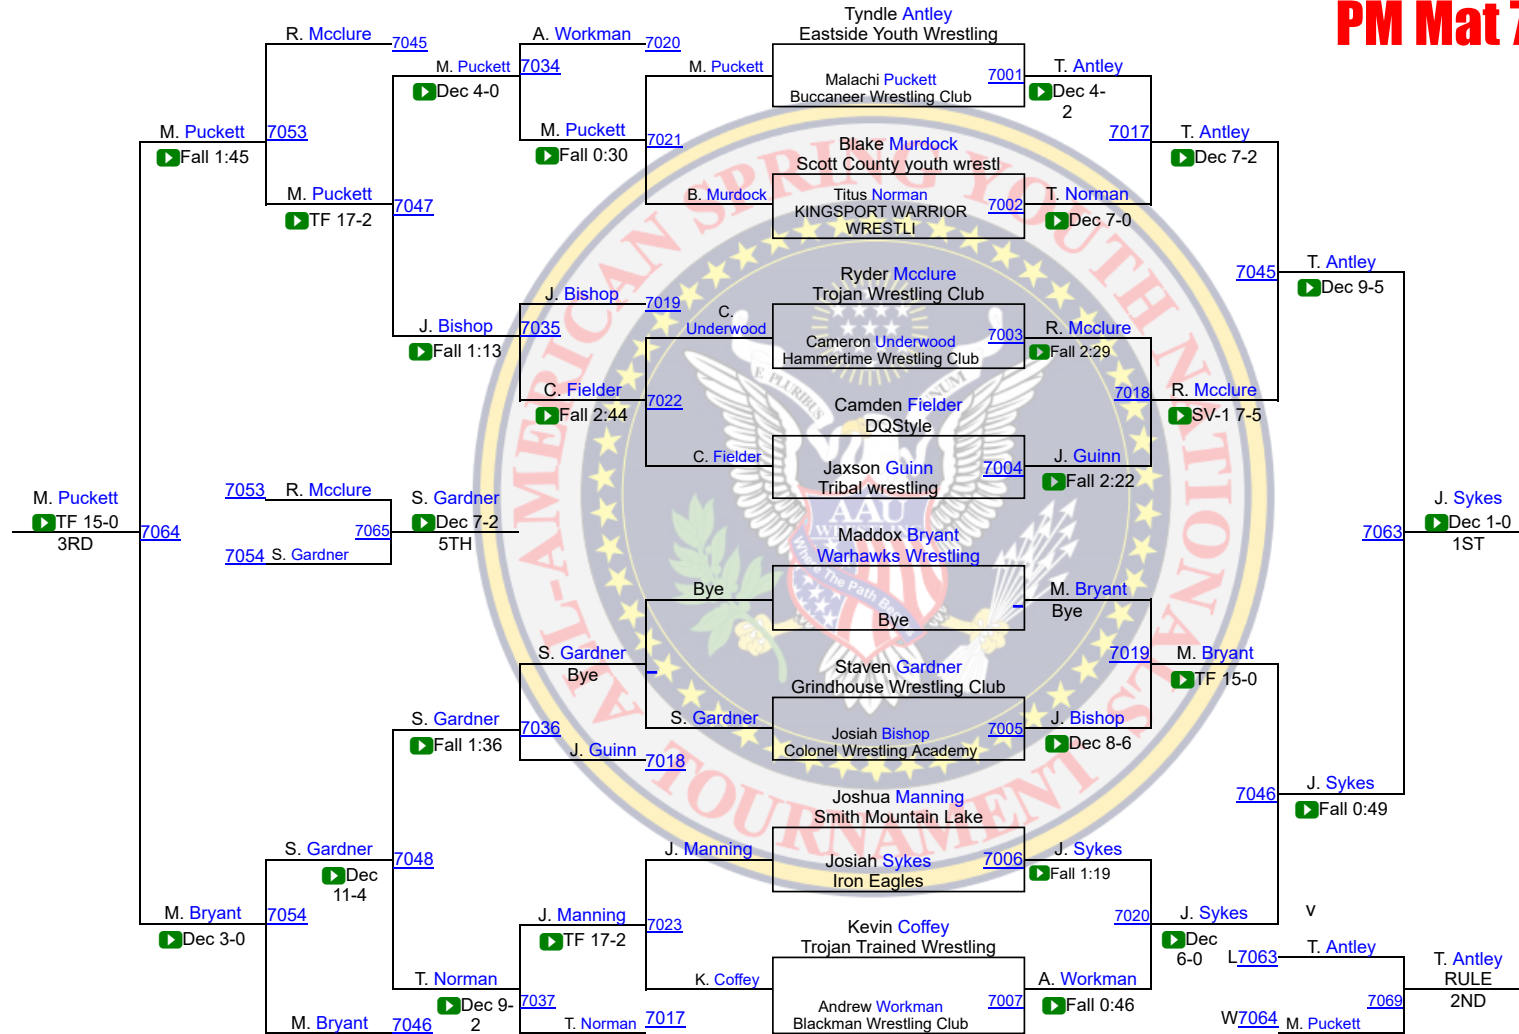 PM Mat 7
R. Mcclure
7045
A. Workman
7020
M. Puckett
Dec 4-0
7034
M. Puckett
Tyndle Antley
Eastside Youth Wrestling
Malachi Puckett
Buccaneer Wrestling Club
7001
T. Antley
Dec 4-
2
M. Puckett
Fall 1:45
7053
M. Puckett
Fall 0:30
7021
7017
T. Antley
Dec 7-2
Blake Murdock
Scott County youth wrestl
M. Puckett
TF 17-2
7047
B. Murdock
Titus Norman
KINGSPORT WARRIOR
WRESTLI
7002
T. Norman
Dec 7-0
Ryder Mcclure
Trojan Wrestling Club
7045
T. Antley
Dec 9-5
J. Bishop
7019
J. Bishop
Fall 1:13
7035
C.
Underwood
Cameron Underwood
Hammertime Wrestling Club
7003
R. Mcclure
Fall 2:29
C. Fielder
Fall 2:44
7022
Camden Fielder
DQStyle
7018
R. Mcclure
SV-1 7-5
C. Fielder
Jaxson Guinn
Tribal wrestling
7004
J. Guinn
Fall 2:22
M. Puckett
TF 15-0
3RD
7064
7053
R. Mcclure
7054
S. Gardner
7065
S. Gardner
Dec 7-2
5TH
7063
J. Sykes
Dec 1-0
1ST
Maddox Bryant
Warhawks Wrestling
Bye
Bye
M. Bryant
Bye
S. Gardner
Bye
7019
M. Bryant
TF 15-0
Staven Gardner
Grindhouse Wrestling Club
S. Gardner
Fall 1:36
7036
S. Gardner
Josiah Bishop
Colonel Wrestling Academy
7005
J. Bishop
Dec 8-6
J. Guinn
7018
7046
J. Sykes
Fall 0:49
Joshua Manning
Smith Mountain Lake
S. Gardner
Dec
11-4
7048
J. Manning
Josiah Sykes
Iron Eagles
7006
J. Sykes
Fall 1:19
M. Bryant
Dec 3-0
7054
J. Manning
TF 17-2
7023
Kevin Coffey
Trojan Trained Wrestling
7020
J. Sykes
Dec
6-0
v
K. Coffey
Andrew Workman
Blackman Wrestling Club
7007
A. Workman
Fall 0:46
T. Norman
Dec 9-
2
7037
M. Bryant
7046
T. Norman
7017
L7063
T. Antley
W7064
M. Puckett
7069
T. Antley
RULE
2ND
ALL-AMERICAN SPRING YOUTH NATIONALS
TOURNAMENT
E PLURIBUS
UNUM
AAU